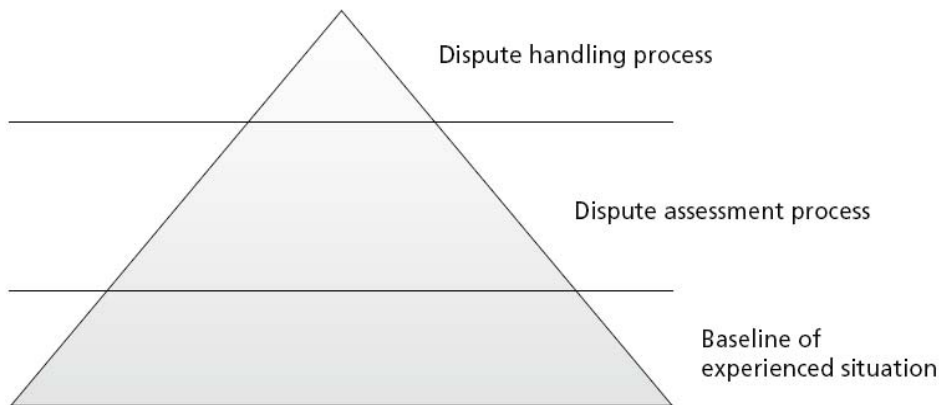 Dispute handling process
Dispute assessment process
Baseline of
experienced situation